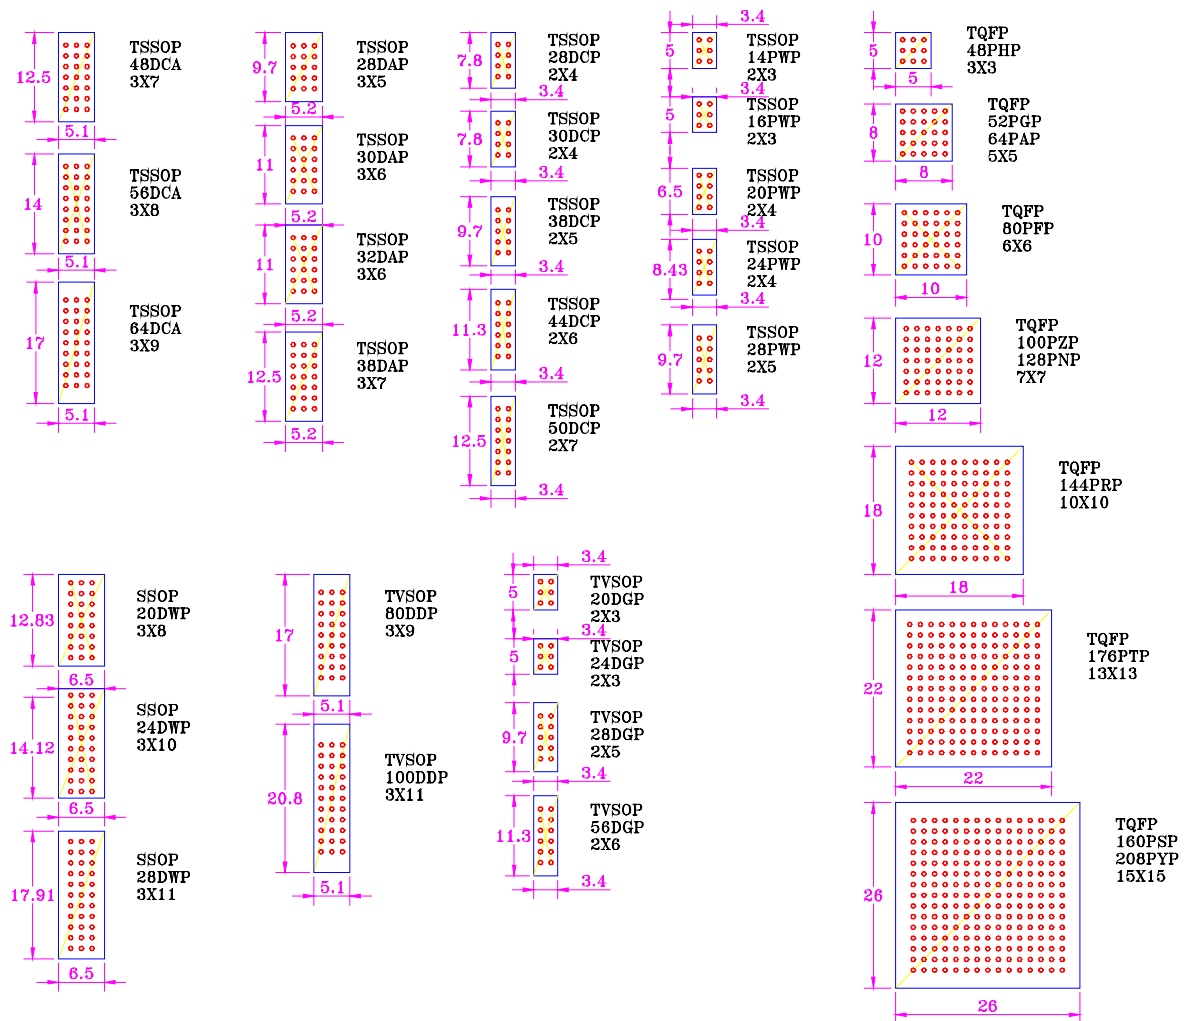 12.5
5.1
TSSOP
48DCA
3X7
14
5.1
TSSOP
56DCA
3X8
17
5.1
TSSOP
64DCA
3X9
9.7
5.2
TSSOP
28DAP
3X5
11
5.2
TSSOP
30DAP
3X6
11
5.2
TSSOP
32DAP
3X6
12.5
5.2
TSSOP
38DAP
3X7
7.8
3.4
TSSOP
28DCP
2X4
7.8
3.4
TSSOP
30DCP
2X4
9.7
3.4
TSSOP
38DCP
2X5
11.3
3.4
TSSOP
44DCP
2X6
12.5
3.4
TSSOP
50DCP
2X7
3.4
5
TSSOP
14PWP
2X3
3.4
5
TSSOP
16PWP
2X3
6.5
3.4
TSSOP
20PWP
2X4
8.43
3.4
TSSOP
24PWP
2X4
9.7
3.4
TSSOP
28PWP
2X5
5
5
TQFP
48PHP
3X3
8
8
TQFP
52PGP
64PAP
5X5
10
10
TQFP
80PFP
6X6
12
12
TQFP
100PZP
128PNP
7X7
18
18
TQFP
144PRP
10X10
22
22
TQFP
176PTP
13X13
26
26
TQFP
160PSP
208PYP
15X15
12.83
6.5
SSOP
20DWP
3X8
14.12
6.5
SSOP
24DWP
3X10
17.91
6.5
SSOP
28DWP
3X11
17
5.1
TVSOP
80DDP
3X9
20.8
5.1
TVSOP
100DDP
3X11
3.4
5
TVSOP
20DGP
2X3
3.4
5
TVSOP
24DGP
2X3
9.7
3.4
TVSOP
28DGP
2X5
11.3
3.4
TVSOP
56DGP
2X6